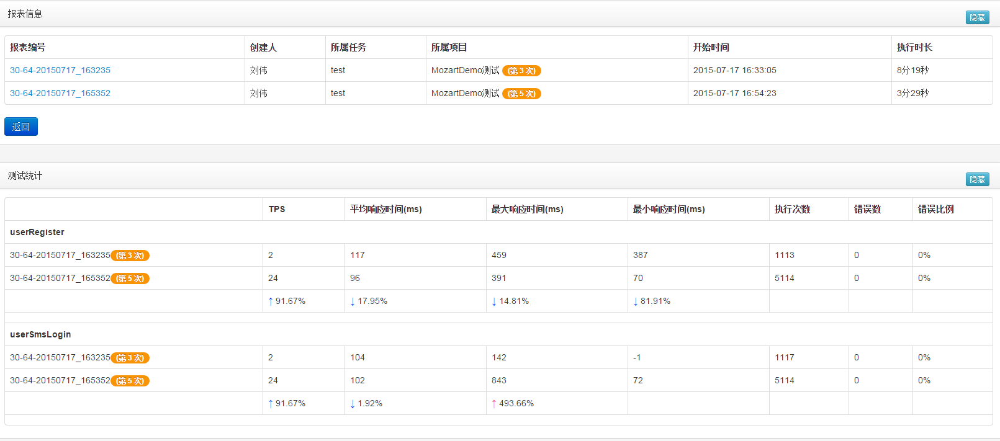 报表信息
隐藏
报表编号 创建人 所属任务 所属项目 开始时间 执行时长
30-64-20150717_163235 刘伟 test MozartDemo测试 (第 3 次) 2015-07-17 16:33:05 8分19秒
30-64-20150717_165352 刘伟 test MozartDemo测试 (第 5 次) 2015-07-17 16:54:23 3分29秒
返回
测试统计
隐藏
TPS 平均响应时间(ms) 最大响应时间(ms) 最小响应时间(ms) 执行次数 错误数 错误比例
userRegister
30-64-20150717_163235 (第 3 次) 2 117 459 387 1113 0 0%
30-64-20150717_165352 (第 5 次) 24 96 391 70 5114 0 0%
↑ 91.67% ↓ 17.95% ↓ 14.81% ↓ 81.91%
userSmsLogin
30-64-20150717_163235 (第 3 次) 2 104 142 -1 1117 0 0%
30-64-20150717_165352 (第 5 次) 24 102 843 72 5114 0 0%
↑ 91.67% ↓ 1.92% ↑ 493.66%